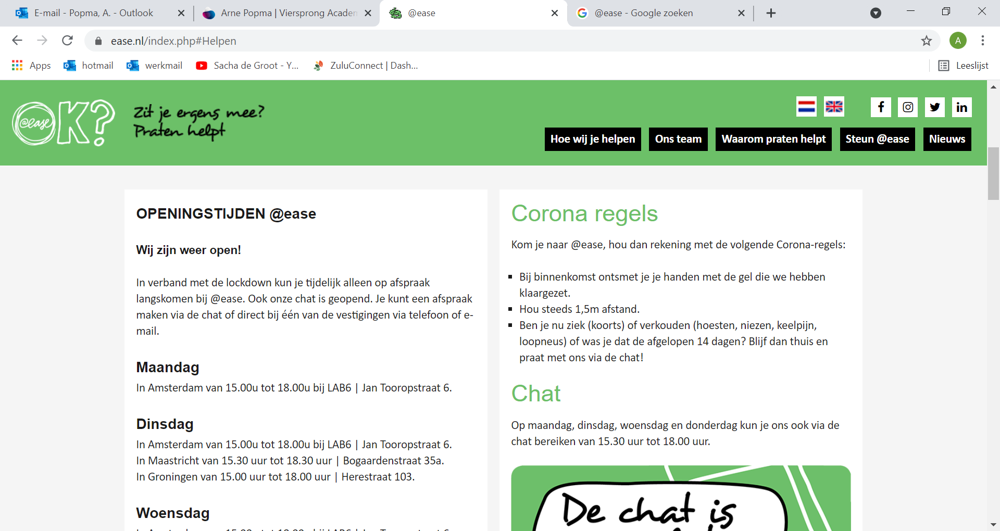 E-mail - Popma, A. - Outlook
Arne Popma | Viersprong Academ
@ease
@ease - Google zoeken
ease.nl/index.php#Helpen
A
Apps
hotmail
werkmail
Sacha de Groot - Y...
ZuluConnect | Dash...
Leeslijst
@ease OK?
Zit je ergens mee?
Praten helpt
Hoe wij je helpen
Ons team
Waarom praten helpt
Steun @ease
Nieuws
OPENINGSTIJDEN @ease
Wij zijn weer open!
In verband met de lockdown kun je tijdelijk alleen op afspraak
langskomen bij @ease. Ook onze chat is geopend. Je kunt een afspraak
maken via de chat of direct bij één van de vestigingen via telefoon of e-
mail.
Maandag
In Amsterdam van 15.00u tot 18.00u bij LAB6 | Jan Tooropstraat 6.
Dinsdag
In Amsterdam van 15.00u tot 18.00u bij LAB6 | Jan Tooropstraat 6.
In Maastricht van 15.30 uur tot 18.30 uur | Bogaardenstraat 35a.
In Groningen van 15.00 uur tot 18.00 uur | Herestraat 103.
Woensdag
Corona regels
Kom je naar @ease, hou dan rekening met de volgende Corona-regels:
Bij binnenkomst ontsmet je je handen met de gel die we hebben
klaargezet.
Hou steeds 1,5m afstand.
Ben je nu ziek (koorts) of verkouden (hoesten, niezen, keelpijn,
loopneus) of was je dat de afgelopen 14 dagen? Blijf dan thuis en
praat met ons via de chat!
Chat
Op maandag, dinsdag, woensdag en donderdag kun je ons ook via de
chat bereiken van 15.30 uur tot 18.00 uur.
De chat is